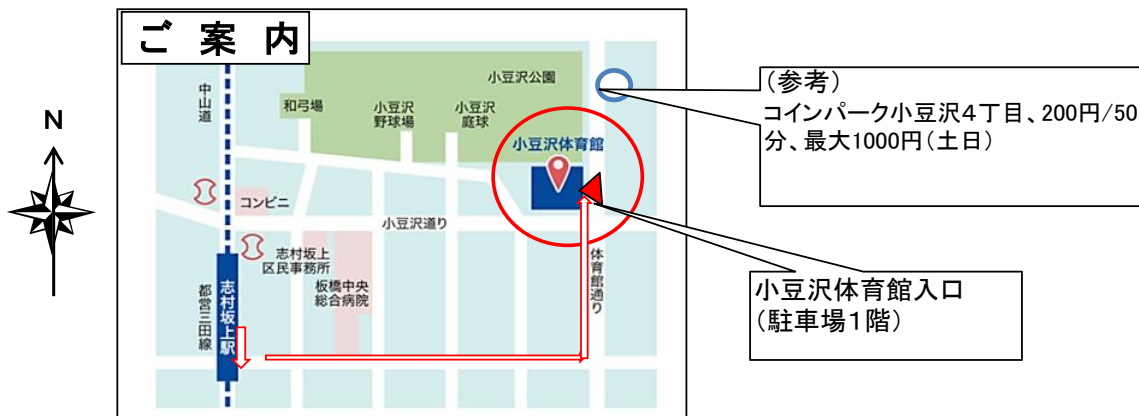 ご 案 内
小豆沢公園
中山道
和弓場
小豆沢
野球場
小豆沢
庭球
小豆沢体育館
コンビニ
小豆沢道り
志村坂上
区民事務所
板橋中央
総合病院
体育館通り
志村坂上駅
都営三田線
N
(参考)
コインパーク小豆沢4丁目、200円/50
分、最大1000円(土日)
小豆沢体育館入口
(駐車場1階)